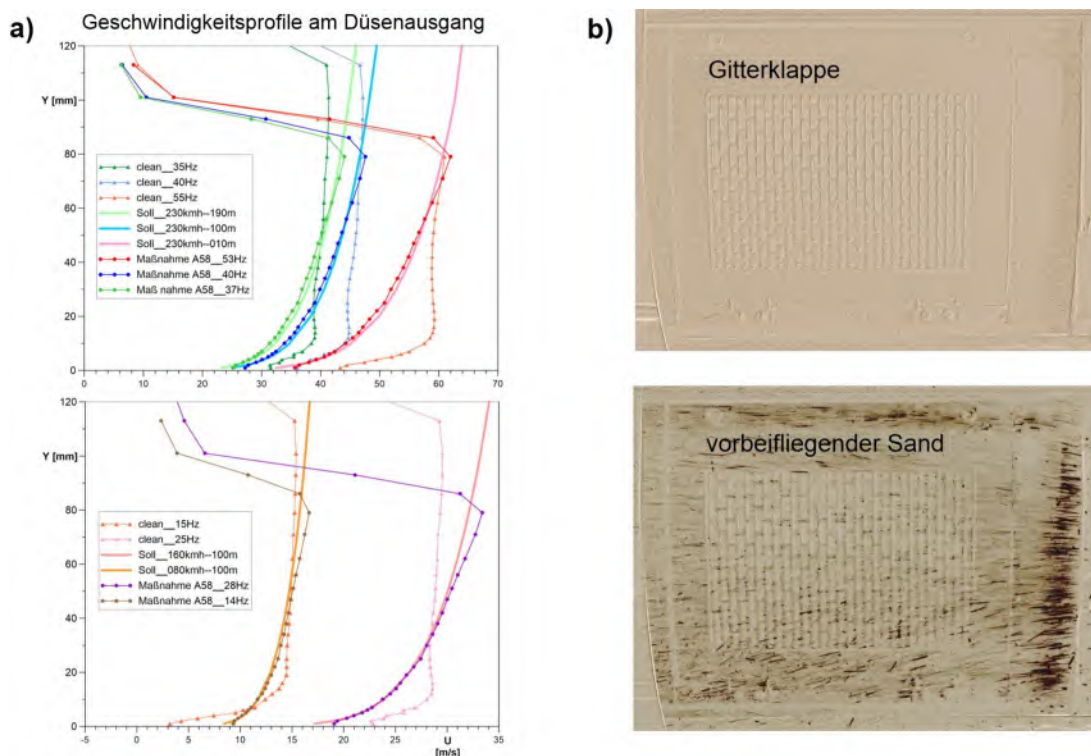 a)
Geschwindigkeitsprofile am Düsenausgang
120
Y [mm]
80
60
40
20
0
clean__35Hz
clean__40Hz
clean__55Hz
Soll__230kmh--190m
Soll__230kmh--100m
Soll__230kmh--010m
Maßnahme A58__53Hz
Maßnahme A58__40Hz
Maß nahme A58__37Hz
0 10 20 30 40 50 60 70
120
Y [mm]
80
60
40
20
0
clean__15Hz
clean__25Hz
Soll__160kmh--100m
Soll__080kmh--100m
Maßnahme A58__28Hz
Maßnahme A58__14Hz
-5 0 5 10 15 20 25 U 30 35
[m/s]
b)
Gitterklappe
vorbeifliegender Sand